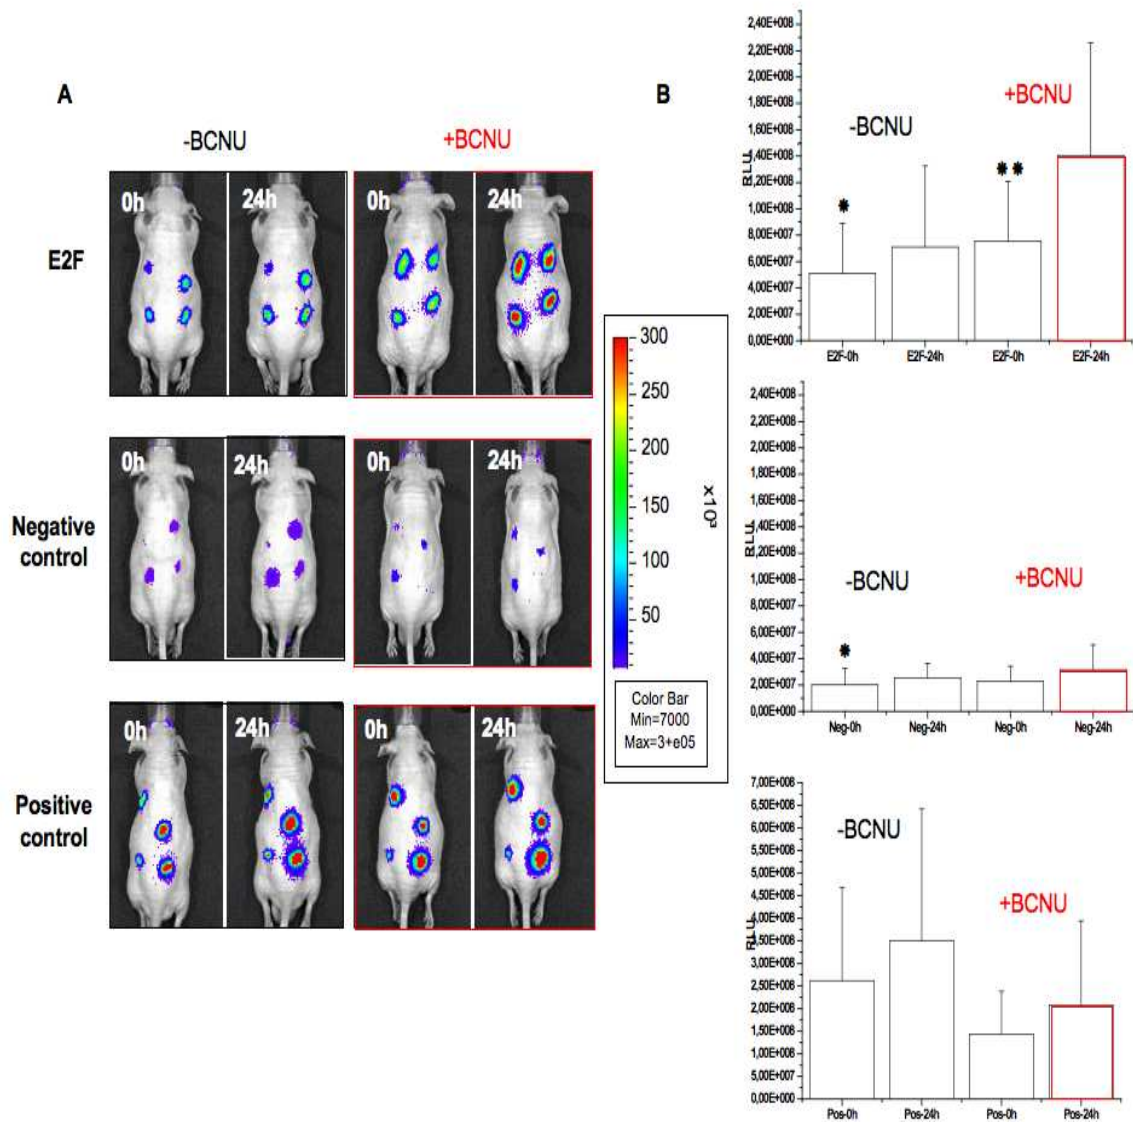 A
-BCNU
+BCNU
E2F
0h
24h
0h
24h
Negative
control
0h
24h
0h
24h
Positive
control
0h
24h
0h
24h
300
250
200
150
100
50
x10³
Color Bar
Min=7000
Max=3+e05
B
2,40E+008
2,20E+008
2,00E+008
1,80E+008
1,60E+008
1,40E+008
1,20E+008
1,00E+008
8,00E+007
6,00E+007
4,00E+007
2,00E+007
0,00E+000
RLU
-BCNU
+BCNU
*
**
E2F-0h
E2F-24h
E2F-0h
E2F-24h
2,40E+008
2,20E+008
2,00E+008
1,80E+008
1,60E+008
1,40E+008
1,20E+008
1,00E+008
8,00E+007
6,00E+007
4,00E+007
2,00E+007
0,00E+000
RLU
-BCNU
+BCNU
*
Neg-0h
Neg-24h
Neg-0h
Neg-24h
7,00E+008
6,50E+008
6,00E+008
5,50E+008
5,00E+008
4,50E+008
4,00E+008
3,50E+008
3,00E+008
2,50E+008
2,00E+008
1,50E+008
1,00E+008
5,00E+007
0,00E+000
RLU
-BCNU
+BCNU
Pos-0h
Pos-24h
Pos-0h
Pos-24h